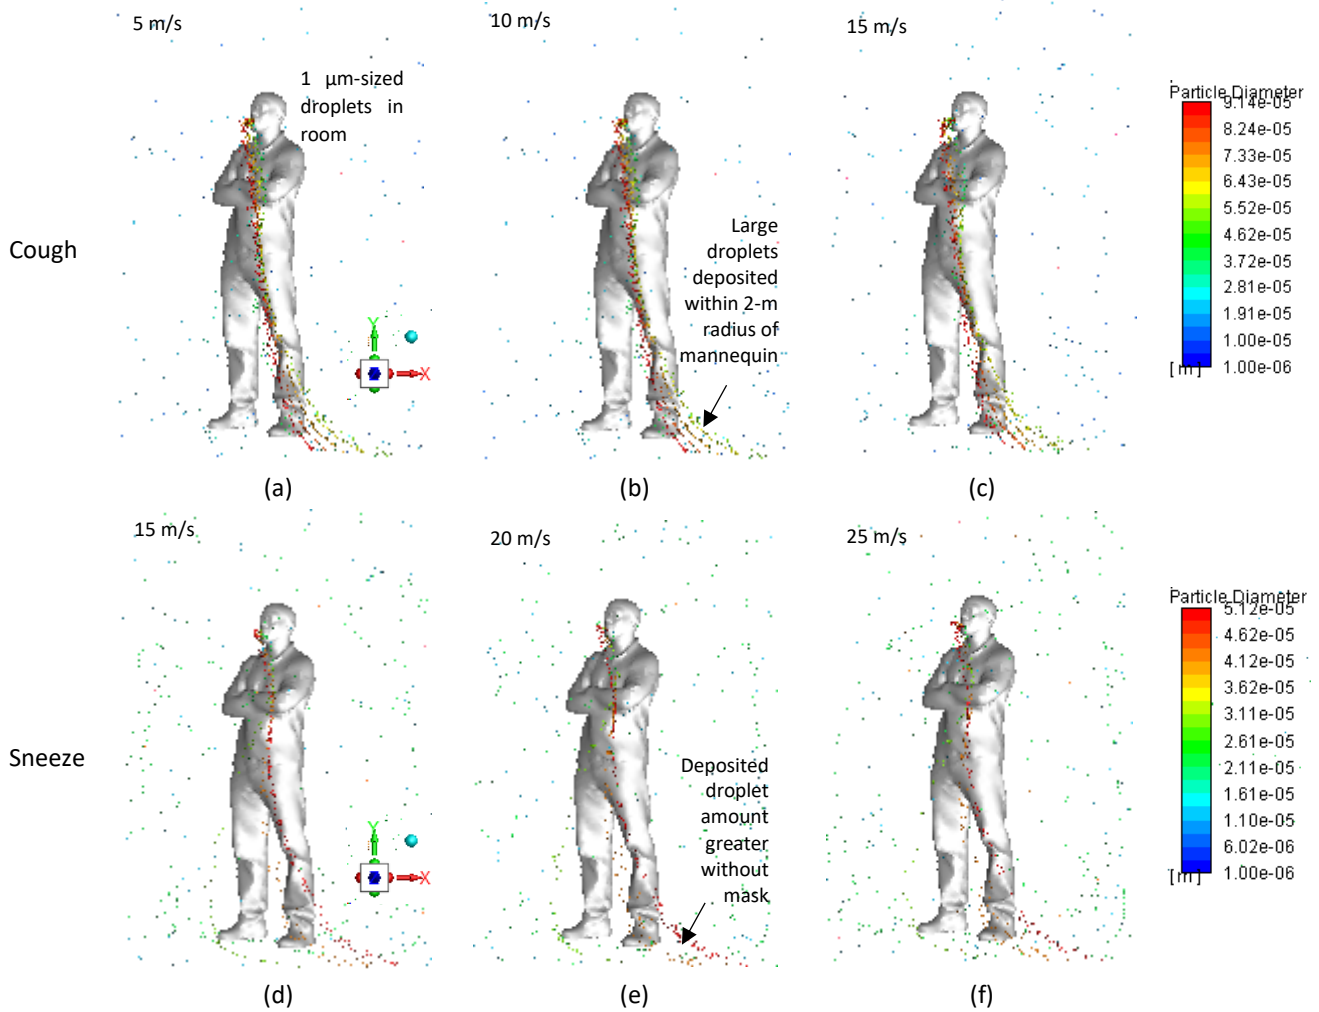 5 m/s
10 m/s
15 m/s
1 μm-sized
droplets in
room
Particle Diameter
9.14e-05
8.24e-05
7.33e-05
6.43e-05
5.52e-05
4.62e-05
3.72e-05
2.81e-05
1.91e-05
1.00e-05
1.00e-06
[m]
Large
droplets
deposited
within 2-m
radius of
mannequin
Cough
Y
X
(a)
(b)
(c)
15 m/s
20 m/s
25 m/s
Particle Diameter
5.12e-05
4.62e-05
4.12e-05
3.62e-05
3.11e-05
2.61e-05
2.11e-05
1.61e-05
1.10e-05
6.02e-06
1.00e-06
[m]
Sneeze
Deposited
droplet
amount
greater
without
mask
Y
X
(d)
(e)
(f)